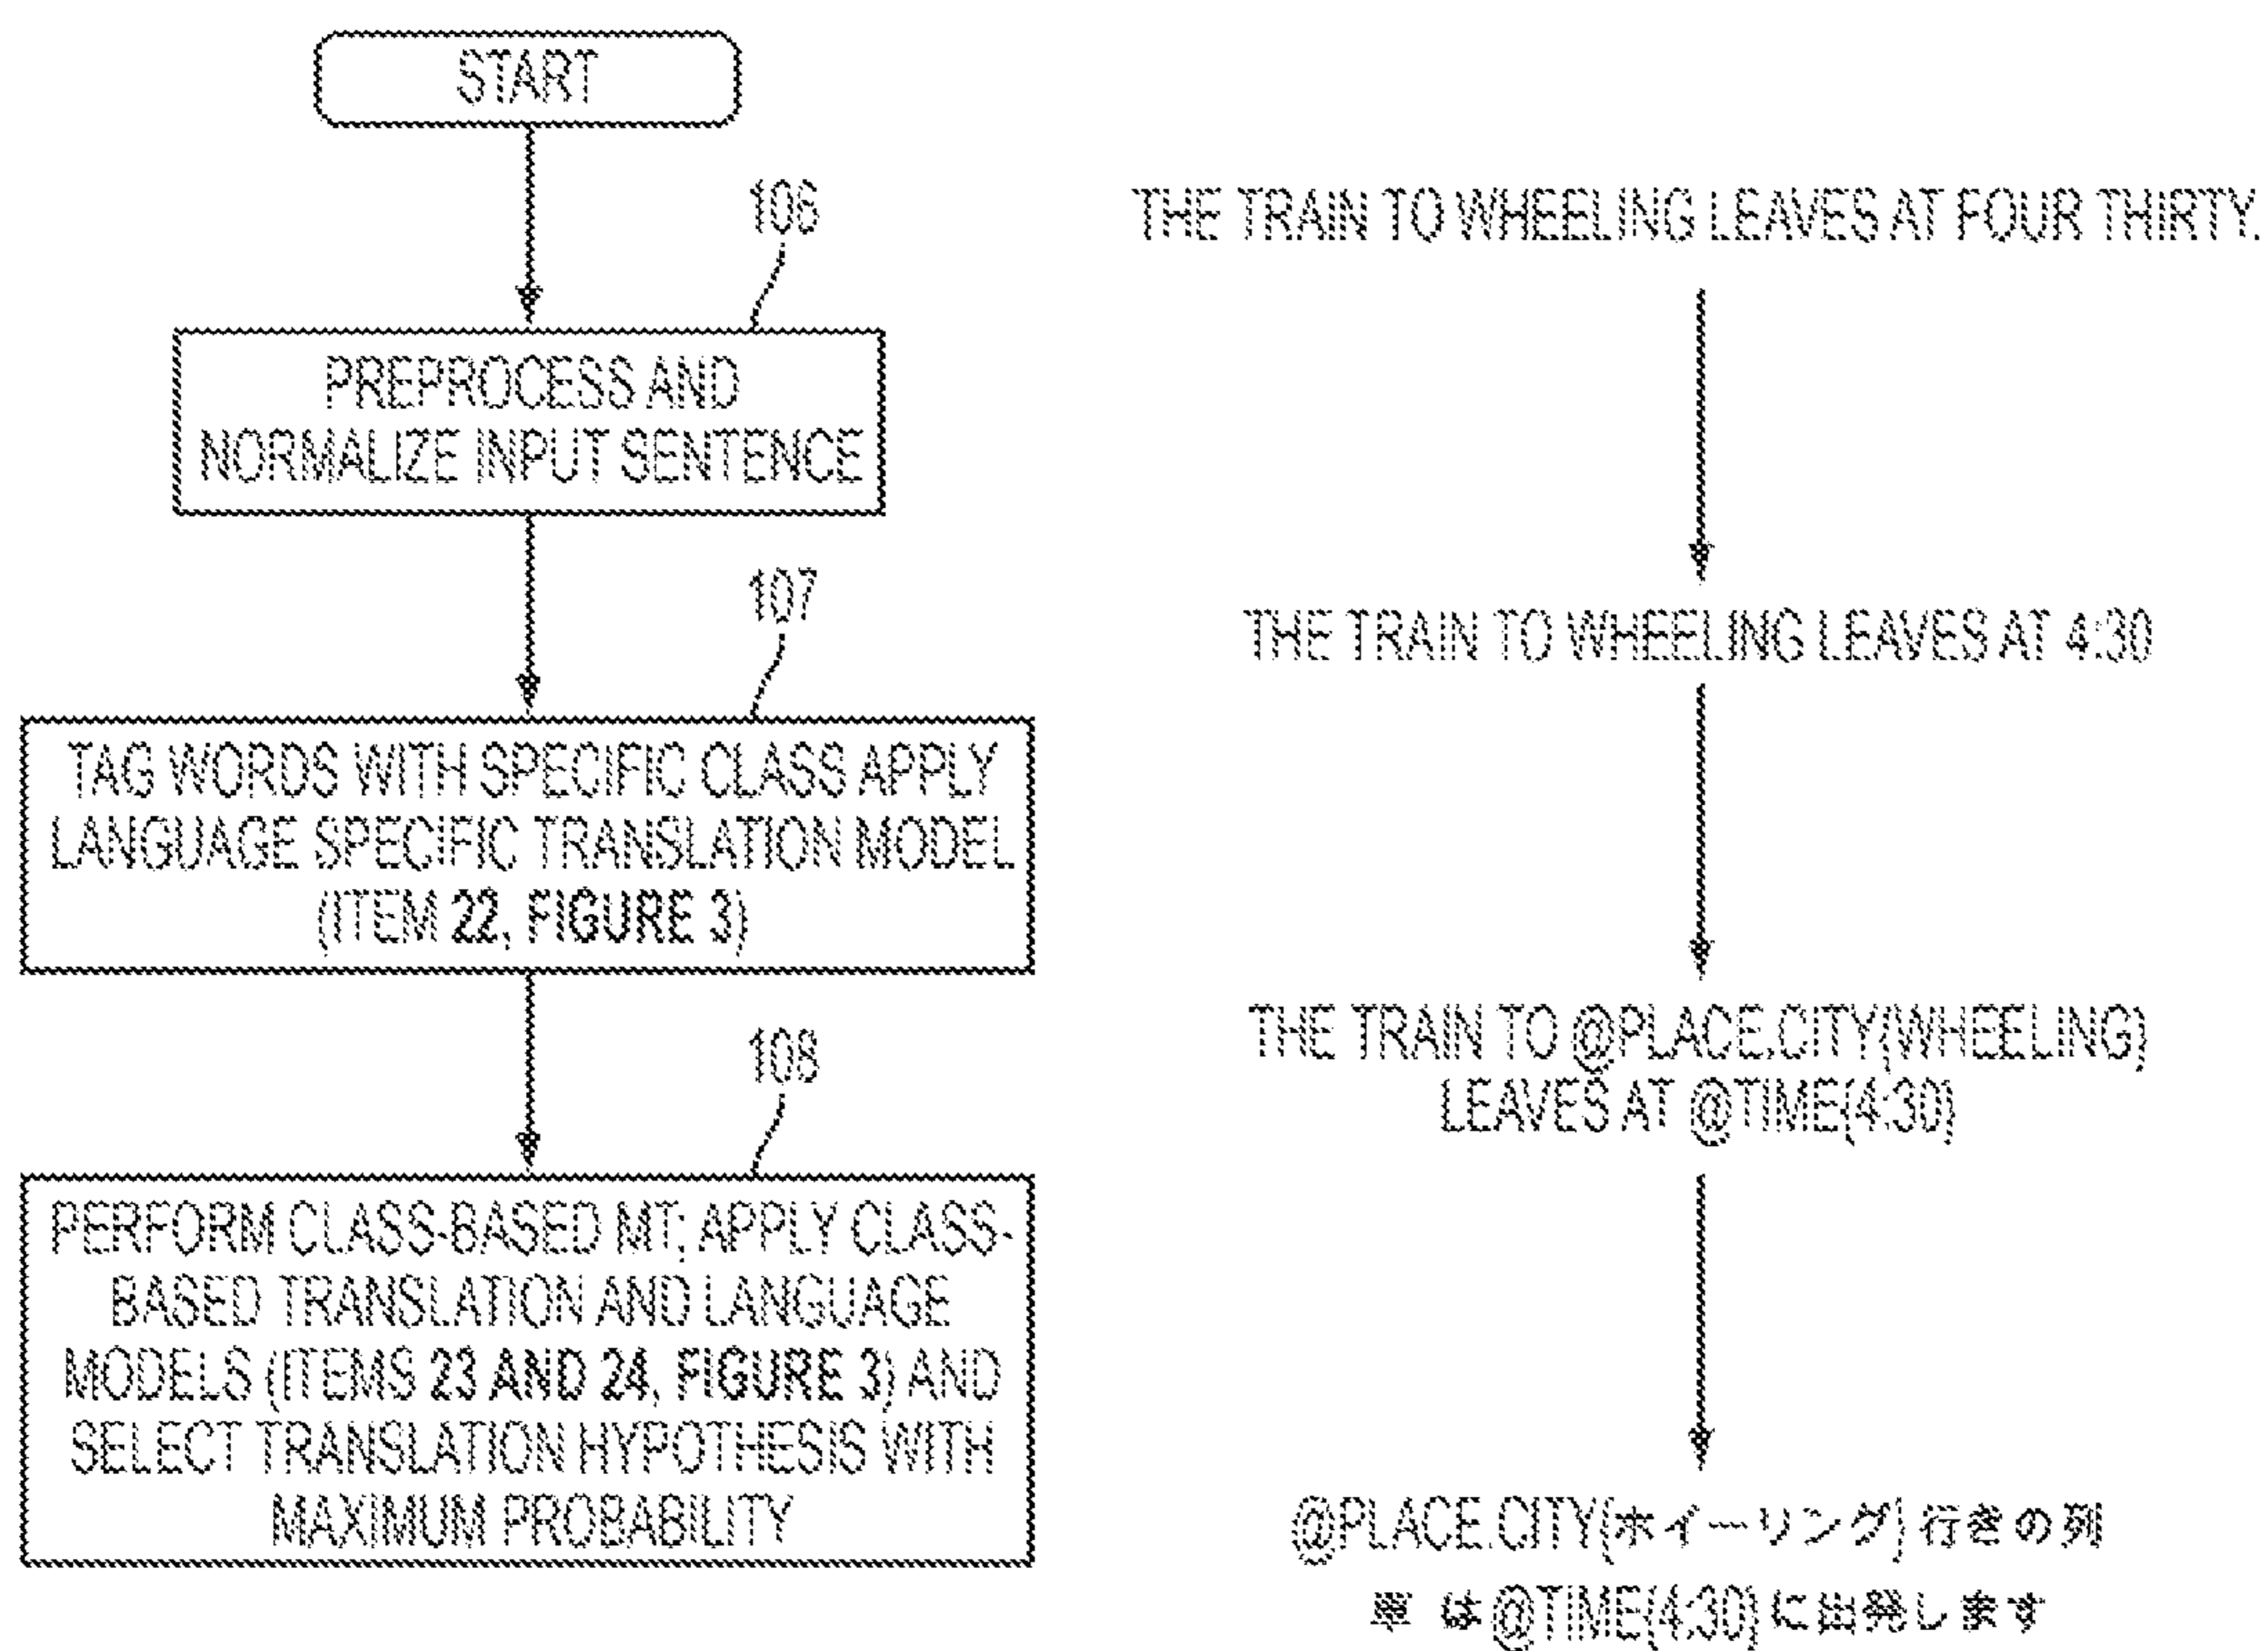 START
106
PREPROCESS AND
NORMALIZE INPUT SENTENCE
107
TAG WORDS WITH SPECIFIC CLASS APPLY
LANGUAGE SPECIFIC TRANSLATION MODEL
(ITEM 22, FIGURE 3)
108
PERFORM CLASS-BASED MT; APPLY CLASS-
BASED TRANSLATION AND LANGUAGE
MODELS (ITEMS 23 AND 24, FIGURE 3) AND
SELECT TRANSLATION HYPOTHESIS WITH
MAXIMUM PROBABILITY
THE TRAIN TO WHEELING LEAVES AT FOUR THIRTY.
THE TRAIN TO WHEELING LEAVES AT 4:30
THE TRAIN TO @PLACE.CITY(WHEELING)
LEAVES AT @TIME(4:30)
@PLACE.CITY(ホイーリング) 行きの列
車 は @TIME(4:30) に出発します